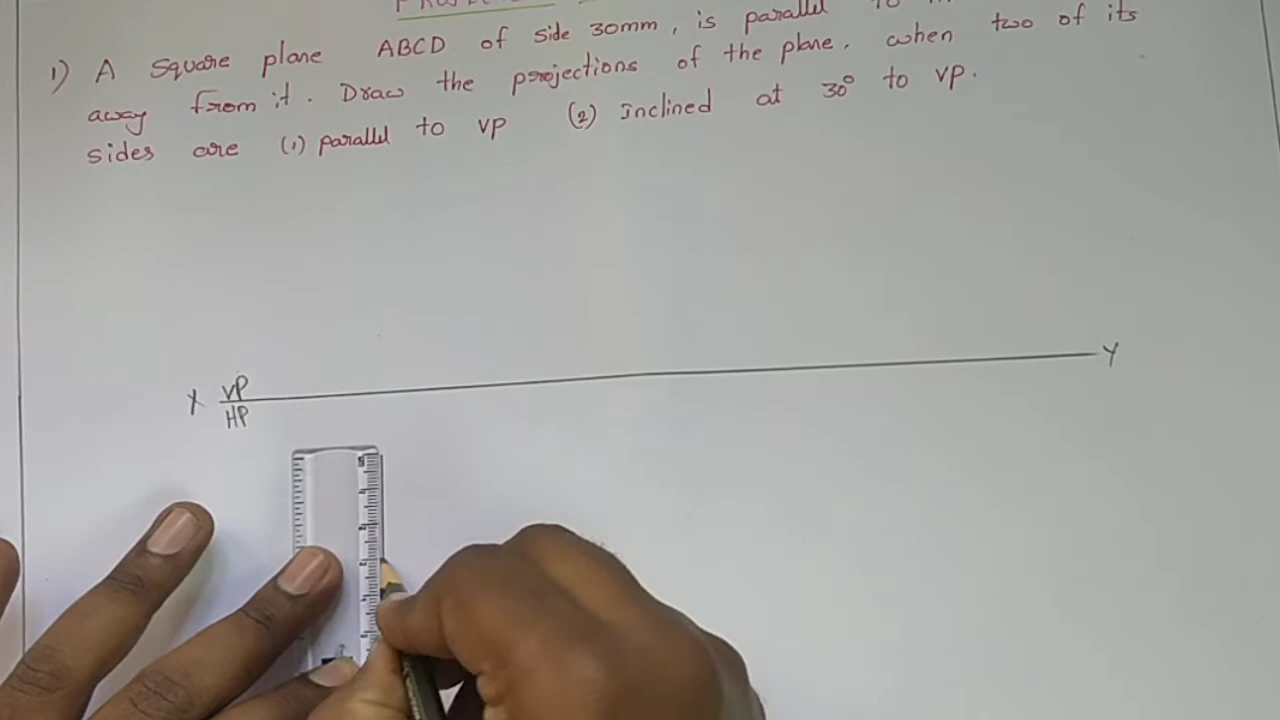 1) A square plane ABCD of side 30mm, is parallel to
away from it. Draw the projections of the plane. when two of its
sides are (1) parallel to VP (2) Inclined at 30° to VP.
X VP Y
HP